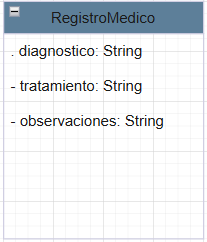 RegistroMedico
. diagnostico: String
- tratamiento: String
- observaciones: String